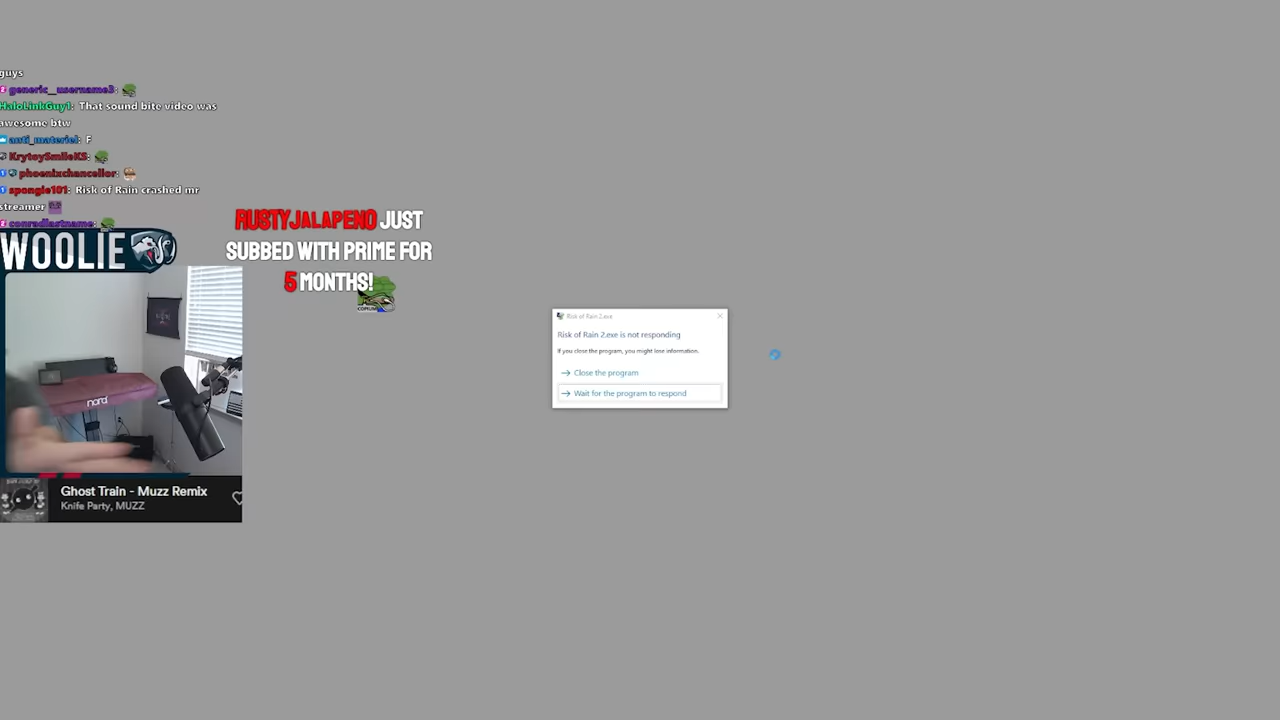 guys
generic__username3:
HaloLinkGuy1: That sound bite video was
awesome btw
anti_materiel: F
KrytoySmileKS:
phoenixchancellor:
spongie101: Risk of Rain crashed mr
streamer
conradlastname:
WOOLIE
RUSTYJALAPENO JUST
SUBBED WITH PRIME FOR
5 MONTHS!
nord
Ghost Train - Muzz Remix
Knife Party, MUZZ
Risk of Rain 2.exe
Risk of Rain 2.exe is not responding
If you close the program, you might lose information.
Close the program
Wait for the program to respond